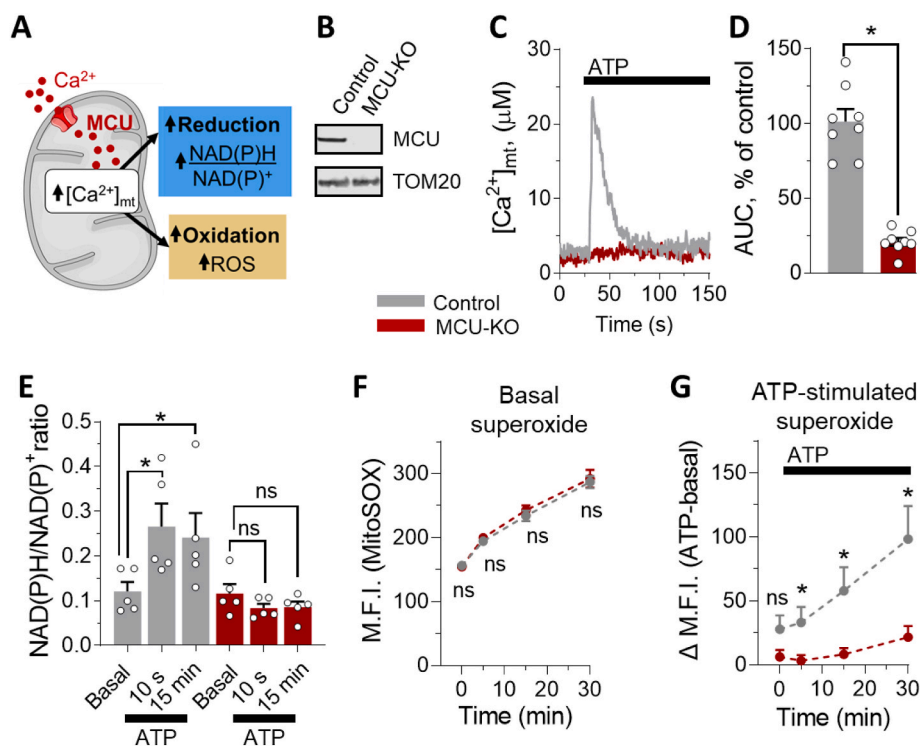 A
Ca²⁺
MCU
↑[Ca²⁺]mt
↑Reduction
↑NAD(P)H
NAD(P)⁺
↑Oxidation
↑ROS
B
Control
MCU-KO
MCU
TOM20
C
ATP
[Ca²⁺]mt, (μM)
30
20
10
0
0
50
100
150
Time (s)
D
*
AUC, % of control
150
100
50
0
Control
MCU-KO
E
NAD(P)H/NAD(P)⁺ratio
0.5
0.4
0.3
0.2
0.1
0
*
*
ns
ns
Basal
10 s
15 min
Basal
10 s
15 min
ATP
ATP
F
Basal
superoxide
M.F.I. (MitoSOX)
300
200
100
0
ns
ns
ns
ns
0
10
20
30
Time (min)
G
ATP-stimulated
superoxide
ATP
Δ M.F.I. (ATP-basal)
150
100
50
0
ns
*
*
*
0
10
20
30
Time (min)